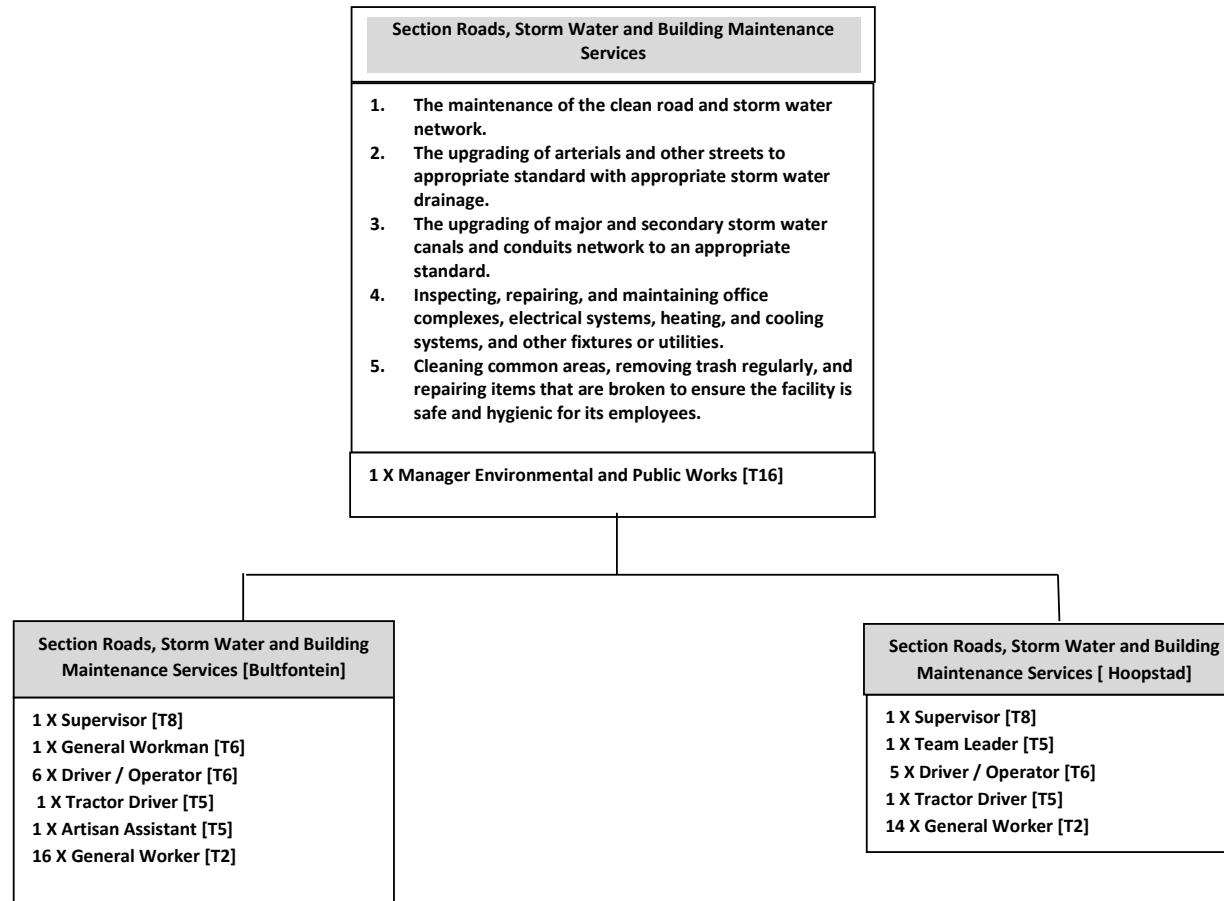 Section Roads, Storm Water and Building Maintenance
Services
1. The maintenance of the clean road and storm water
network.
2. The upgrading of arterials and other streets to
appropriate standard with appropriate storm water
drainage.
3. The upgrading of major and secondary storm water
canals and conduits network to an appropriate
standard.
4. Inspecting, repairing, and maintaining office
complexes, electrical systems, heating, and cooling
systems, and other fixtures or utilities.
5. Cleaning common areas, removing trash regularly, and
repairing items that are broken to ensure the facility is
safe and hygienic for its employees.
1 X Manager Environmental and Public Works [T16]
Section Roads, Storm Water and Building
Maintenance Services [Bultfontein]
1 X Supervisor [T8]
1 X General Workman [T6]
6 X Driver / Operator [T6]
1 X Tractor Driver [T5]
1 X Artisan Assistant [T5]
16 X General Worker [T2]
Section Roads, Storm Water and Building
Maintenance Services [ Hoopstad]
1 X Supervisor [T8]
1 X Team Leader [T5]
5 X Driver / Operator [T6]
1 X Tractor Driver [T5]
14 X General Worker [T2]